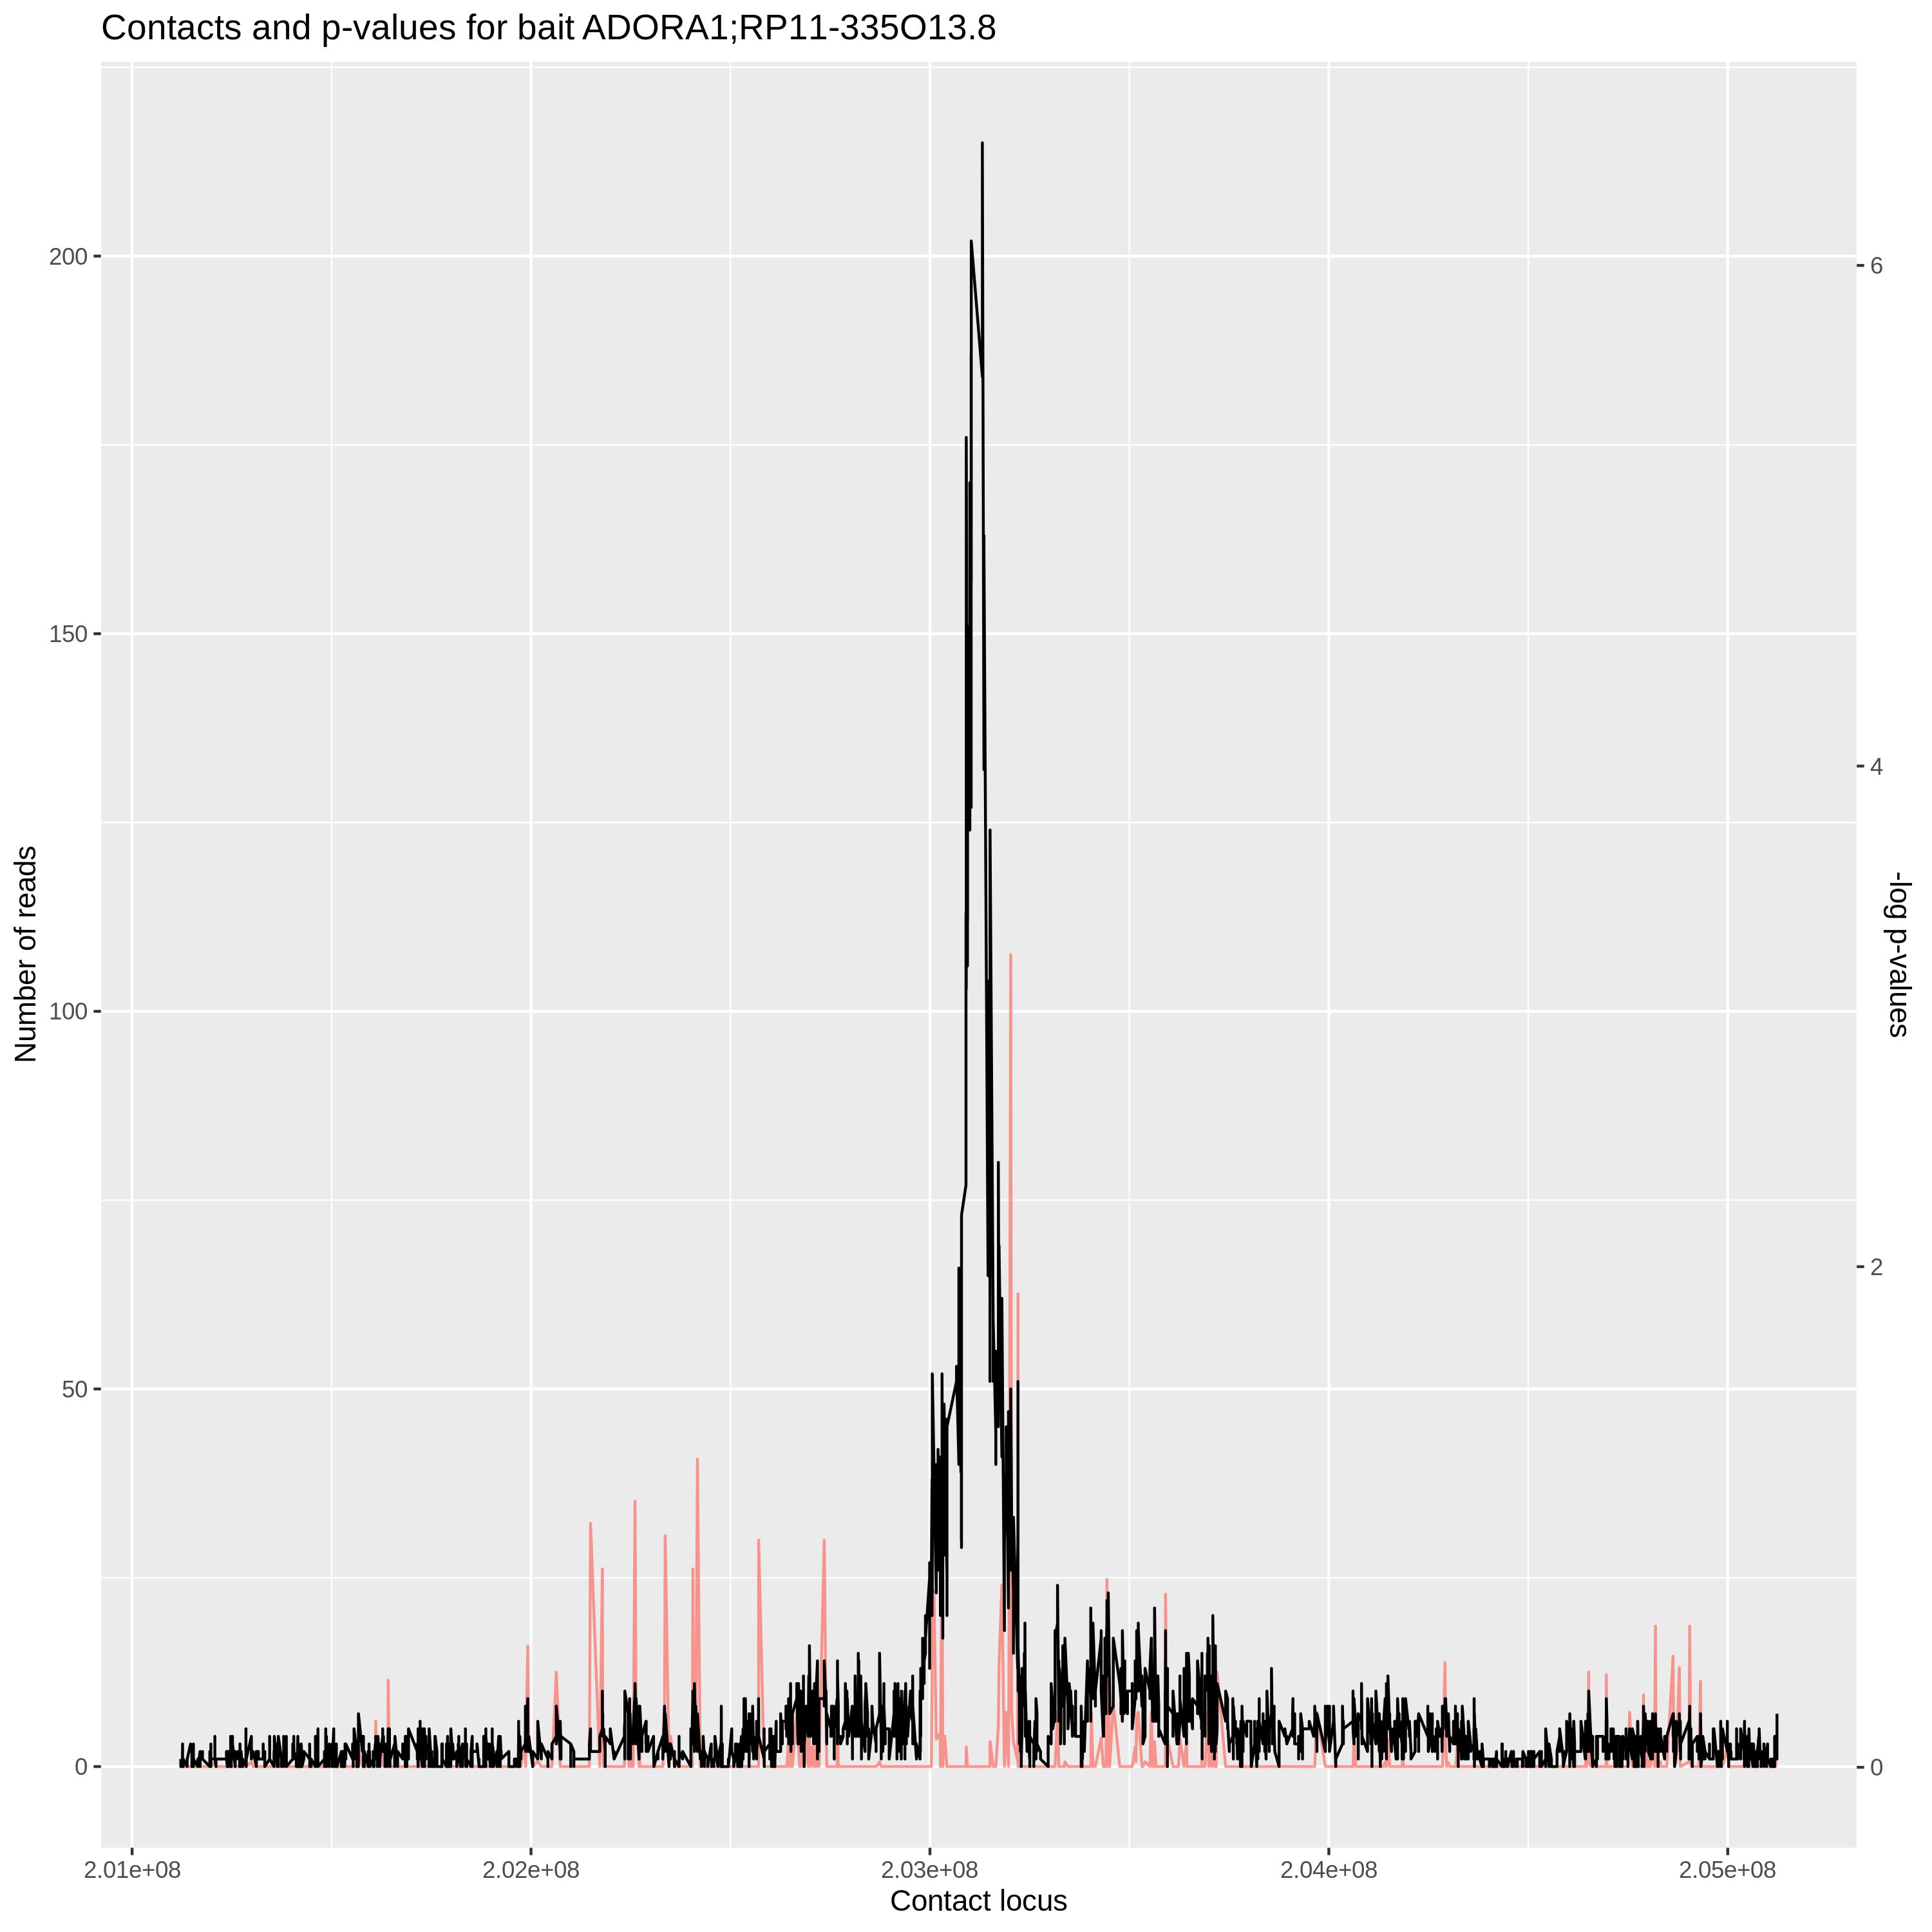 Contacts and p-values for bait ADORA1;RP11-335O13.8
200
150
100
50
0
Number of reads
6
4
2
0
-log p-values
2.01e+08 2.02e+08 2.03e+08 2.04e+08 2.05e+08
Contact locus